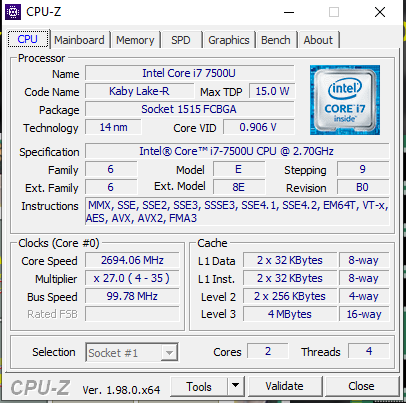 CPU-Z
CPU Mainboard Memory SPD Graphics Bench About
Processor
Name Intel Core i7 7500U
Code Name Kaby Lake-R Max TDP 15.0 W
Package Socket 1515 FCBGA
Technology 14 nm Core VID 0.906 V
intel
CORE i7
inside™
Specification Intel® Core™ i7-7500U CPU @ 2.70GHz
Family 6 Model E Stepping 9
Ext. Family 6 Ext. Model 8E Revision B0
Instructions MMX, SSE, SSE2, SSE3, SSSE3, SSE4.1, SSE4.2, EM64T, VT-x,
AES, AVX, AVX2, FMA3
Clocks (Core #0)
Core Speed 2694.06 MHz
Multiplier x 27.0 ( 4 - 35 )
Bus Speed 99.78 MHz
Rated FSB
Cache
L1 Data 2 x 32 KBytes 8-way
L1 Inst. 2 x 32 KBytes 8-way
Level 2 2 x 256 KBytes 4-way
Level 3 4 MBytes 16-way
Selection Socket #1 Cores 2 Threads 4
CPU-Z Ver. 1.98.0.x64 Tools Validate Close